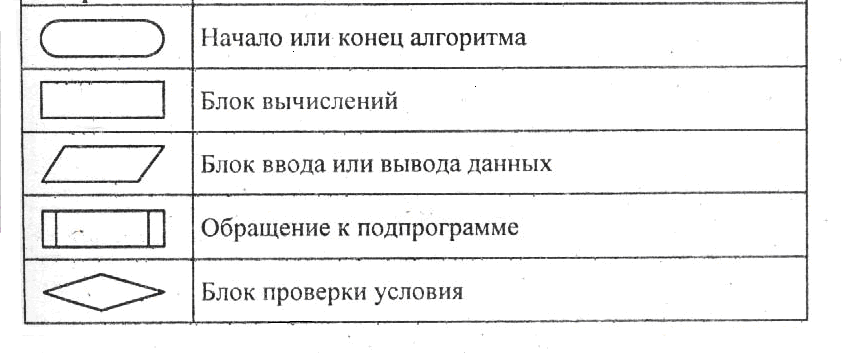 Начало или конец алгоритма
Блок вычислений
Блок ввода или вывода данных
Обращение к подпрограмме
Блок проверки условия